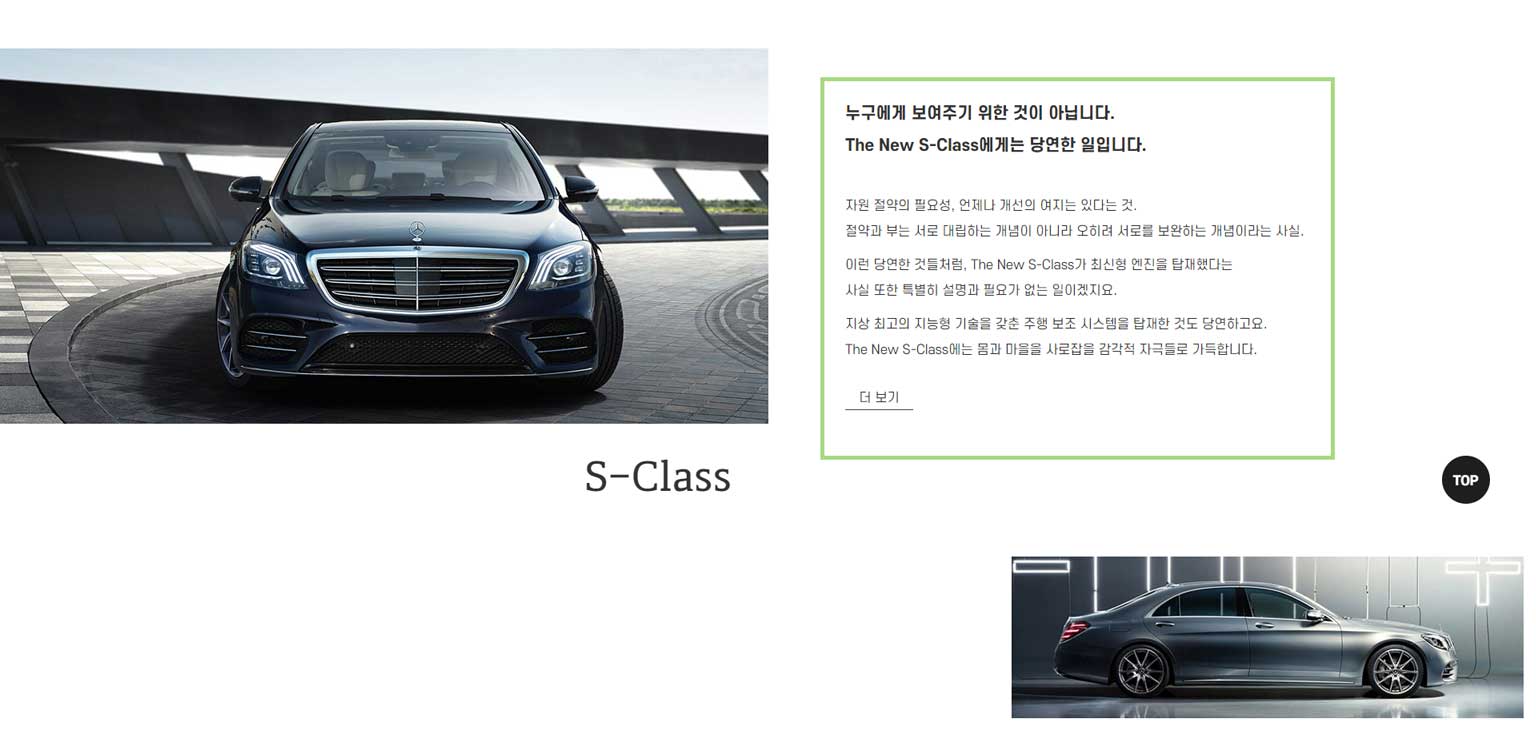 누구에게 보여주기 위한 것이 아닙니다.
The New S-Class에게는 당연한 일입니다.
자원 절약의 필요성, 언제나 개선의 여지는 있다는 것.
절약과 부는 서로 대립하는 개념이 아니라 오히려 서로를 보완하는 개념이라는 사실.
이런 당연한 것들처럼, The New S-Class가 최신형 엔진을 탑재했다는
사실 또한 특별히 설명과 필요가 없는 일이겠지요.
지상 최고의 지능형 기술을 갖춘 주행 보조 시스템을 탑재한 것도 당연하고요.
The New S-Class에는 몸과 마을을 사로잡을 감각적 자극들로 가득합니다.
더 보기
S-Class
TOP